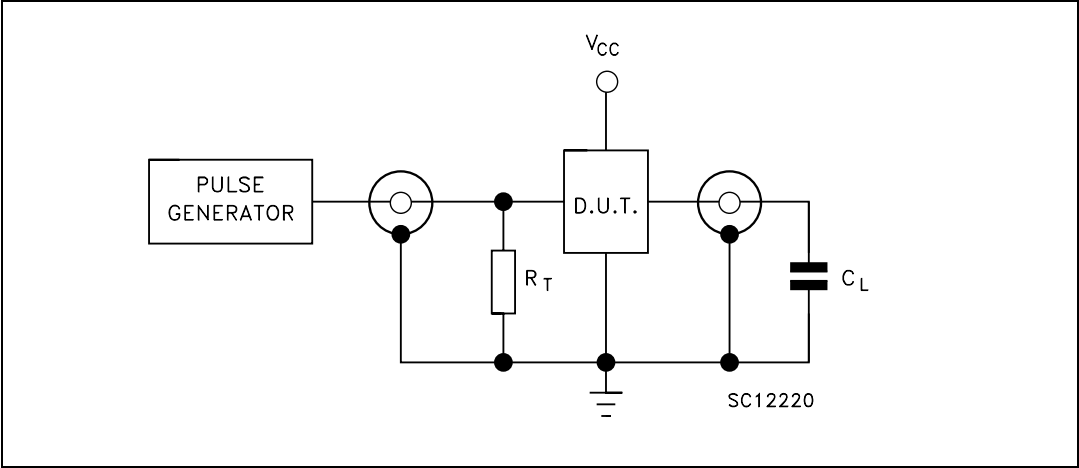 VCC
PULSE
GENERATOR
D.U.T.
RT
CL
SC12220